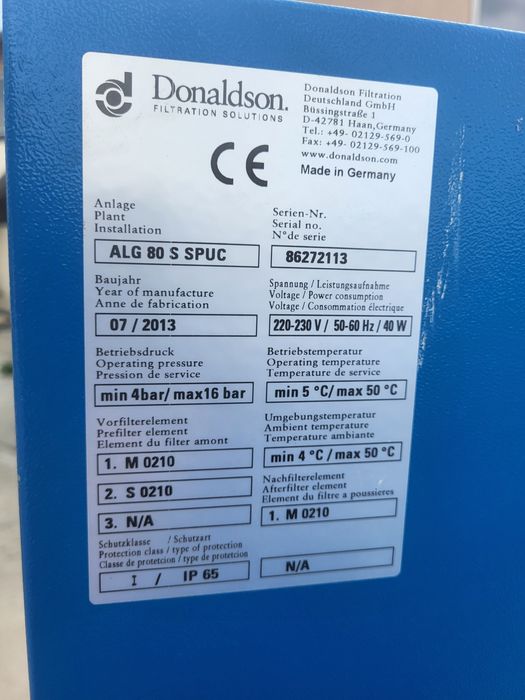 Donaldson.
FILTRATION SOLUTIONS
Donaldson Filtration
Deutschland GmbH
Büssingstraße 1
D-42781 Haan,Germany
Tel.: +49- 02129-569-0
Fax: +49- 02129-569-100
www.donaldson.com
CE
Made in Germany
Anlage
Plant
Installation
ALG 80 S SPUC
Serien-Nr.
Serial no.
N°de serie
86272113
Baujahr
Year of manufacture
Anne de fabrication
07 / 2013
Spannung / Leistungsaufnahme
Voltage / Power consumption
Voltage / Consommation électrique
220-230 V / 50-60 Hz / 40 W
Betriebsdruck
Operating pressure
Pression de service
min 4bar/ max16 bar
Betriebstemperatur
Operating temperature
Temperature de service
min 5 °C/ max 50 °C
Vorfilterelement
Prefilter element
Element du filter amont
1. M 0210
2. S 0210
3. N/A
Umgebungstemperatur
Ambient temperature
Temperature ambiante
min 4 °C / max 50 °C
Nachfilterelement
Afterfilter element
Element du filtre a poussieres
1. M 0210
Schutzklasse / Schutzart
Protection class / type of protection
Classe de protetcion / type de protetcion
I / IP 65
N/A